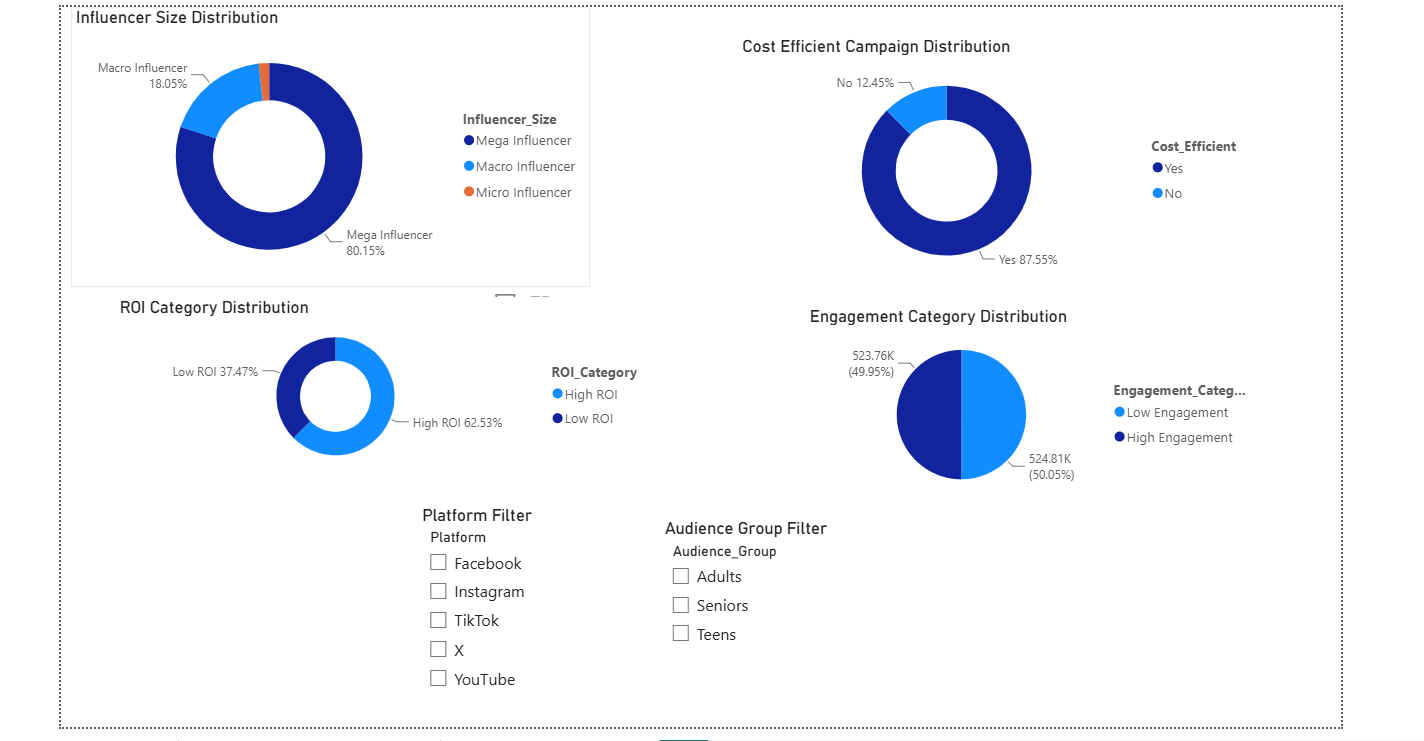 Influencer Size Distribution
Macro Influencer
18.05%
Mega Influencer
80.15%
Influencer_Size
Mega Influencer
Macro Influencer
Micro Influencer
Cost Efficient Campaign Distribution
No 12.45%
Yes 87.55%
Cost_Efficient
Yes
No
ROI Category Distribution
Low ROI 37.47%
High ROI 62.53%
ROI_Category
High ROI
Low ROI
Engagement Category Distribution
523.76K
(49.95%)
524.81K
(50.05%)
Engagement_Categ...
Low Engagement
High Engagement
Platform Filter
Platform
Facebook
Instagram
TikTok
X
YouTube
Audience Group Filter
Audience_Group
Adults
Seniors
Teens